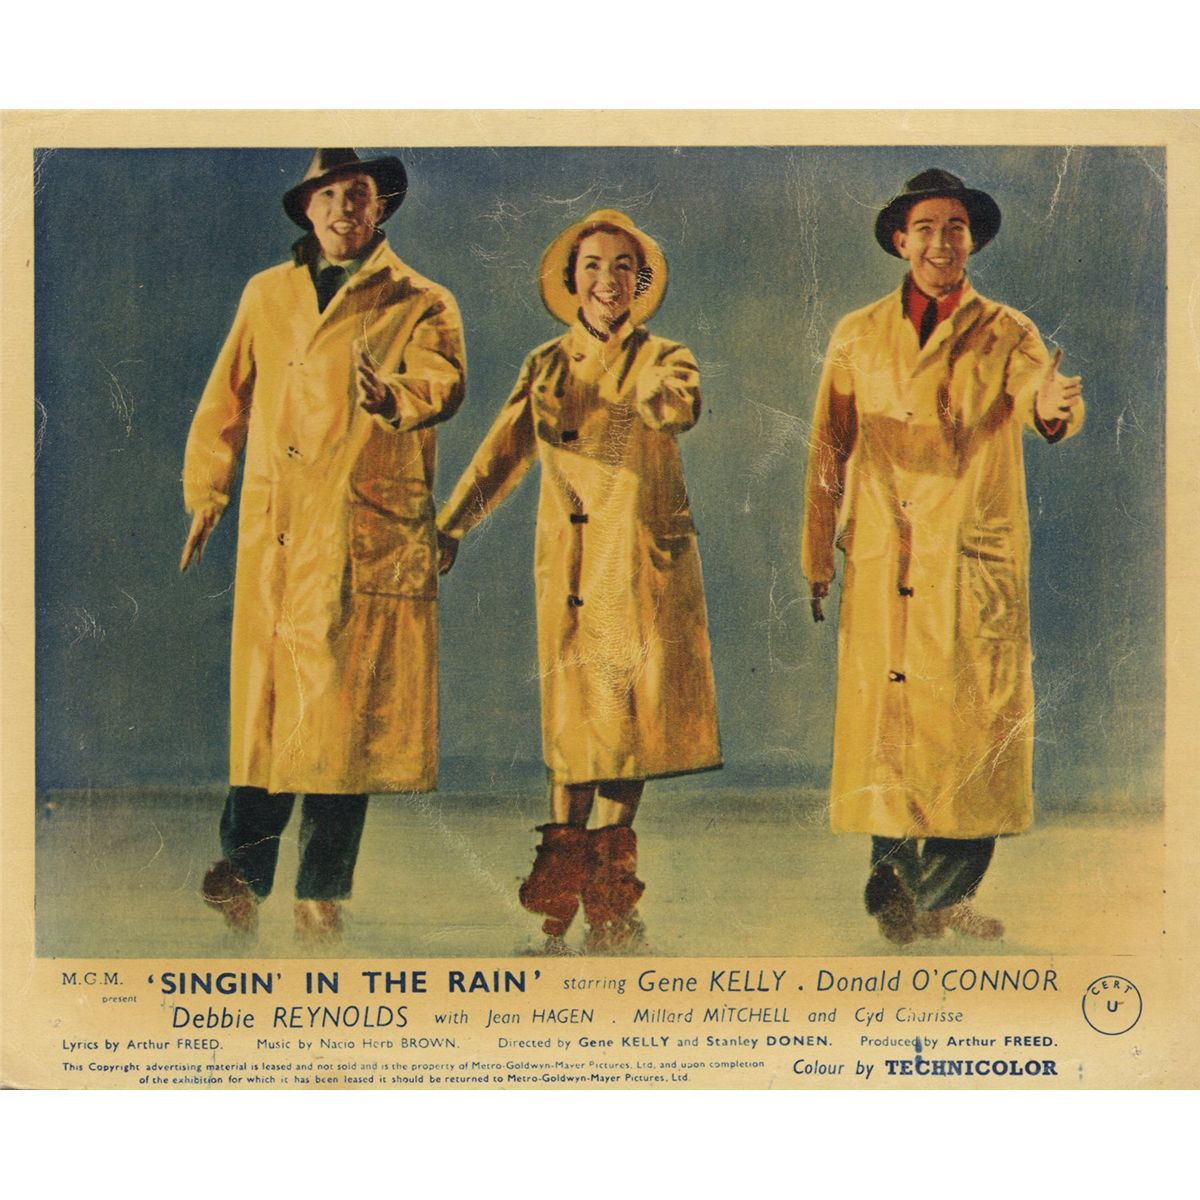 M.G.M. present 'SINGIN' IN THE RAIN' starring Gene KELLY . Donald O'CONNOR
Debbie REYNOLDS with Jean HAGEN . Millard MITCHELL and Cyd Charisse
Lyrics by Arthur FREED. Music by Nacio Herb BROWN. Directed by Gene KELLY and Stanley DONEN. Produced by Arthur FREED.
This Copyright advertising material is leased and not sold and is the property of Metro-Goldwyn-Mayer Pictures, Ltd. and upon completion
of the exhibition for which it has been leased it should be returned to Metro-Goldwyn-Mayer Pictures, Ltd.
Colour by TECHNICOLOR
CERT
U